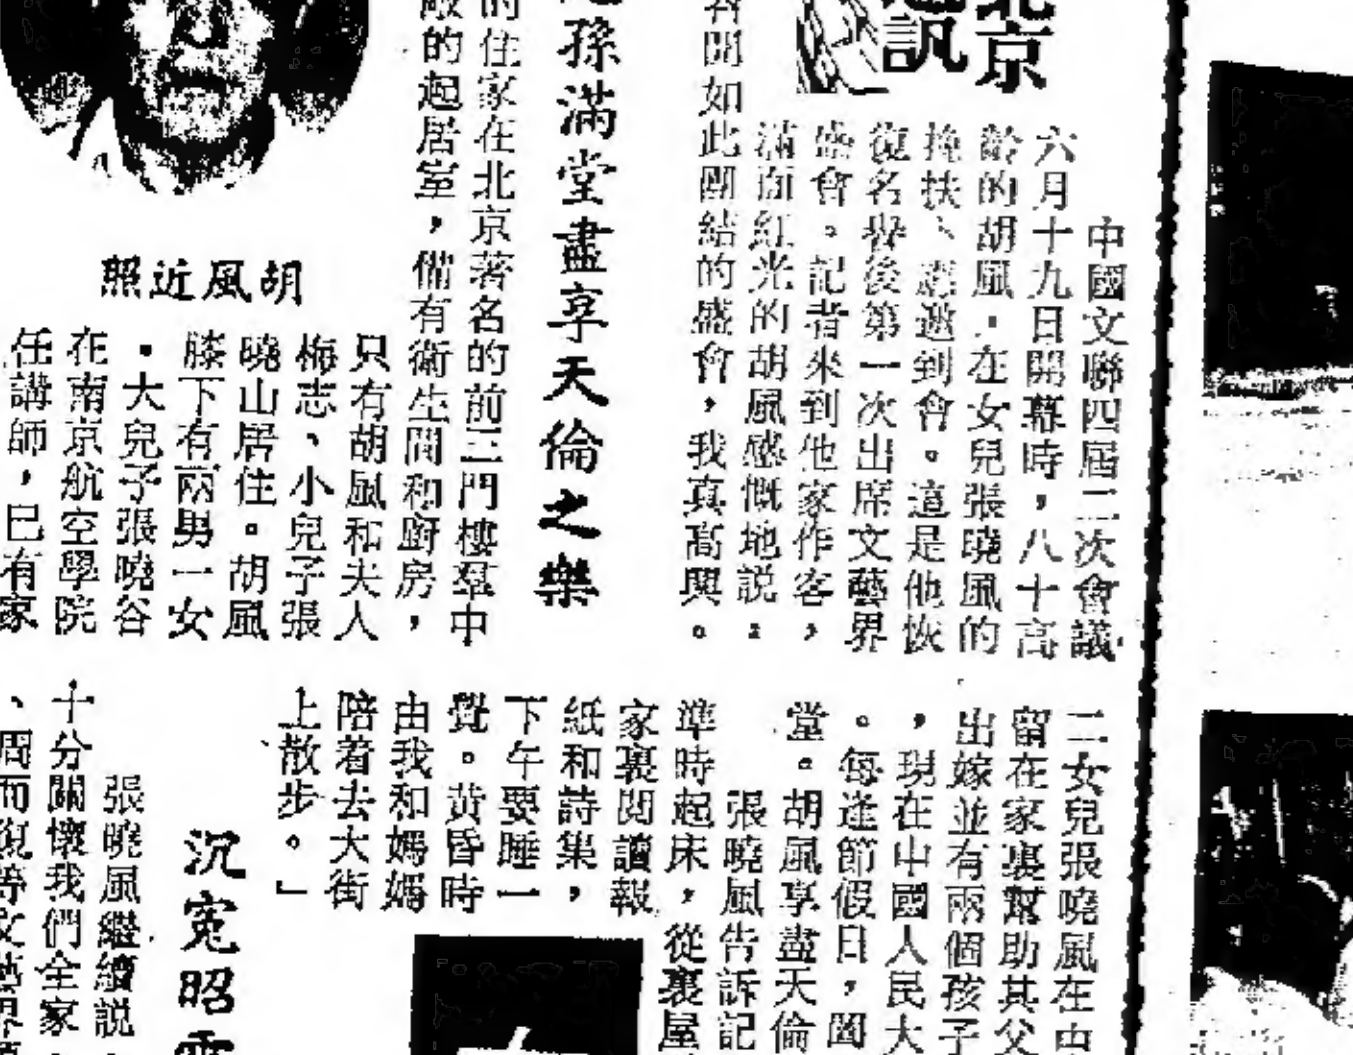 北京
訊
中國文聯四屆二次會議
六月十九日開幕時，八十高
齡的胡風，在女兒張曉風的
挽扶、應邀到會。這是他恢
復名譽後第一次出席文藝界
盛會。記者來到他家作客，
滿面紅光的胡風感慨地説：
開如此團結的盛會，我真高興。
孫滿堂盡享天倫之樂
的住家在北京著名的前三門樓羣中
的起居室，備有衛生間和廚房，
只有胡風和夫人
梅志、小兒子張
曉山居住。胡風
膝下有兩男一女
。大兒子張曉谷
在南京航空學院
任講師，已有家
胡風近照
二女兒張曉風在
留在家裏幫助其父
出嫁並有兩個孩子
，現在中國人民大
。每逢節假日，闔
堂。胡風享盡天倫
張曉風告訴記
準時起床，從裏屋
家裏閱讀報
紙和詩集，
下午要睡一
覺。黃昏時
由我和媽媽
陪着去大街
上散步。」
沉冤昭
張曉風繼續説
十分關懷我們全家
、周而復等文藝界